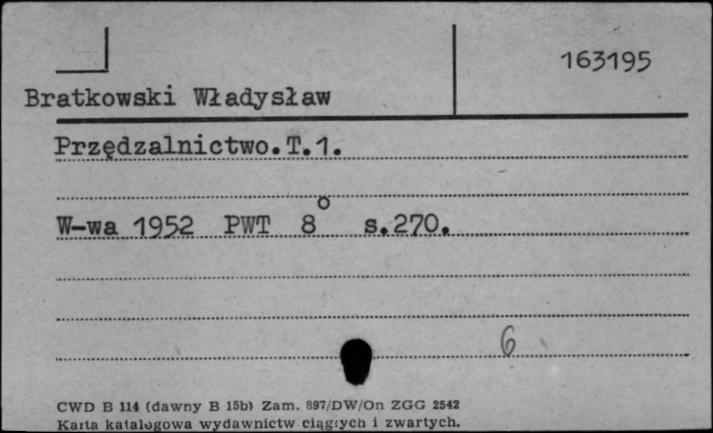 163195
Bratkowski Władysław
Przędzalnictwo.T.1.
W-wa 1952 PWT 8° s.270.
6
CWD B 114 (dawny B 15b) Zam. 897/DW/On ZGG 2542
Karta katalogowa wydawnictw ciągłych i zwartych.